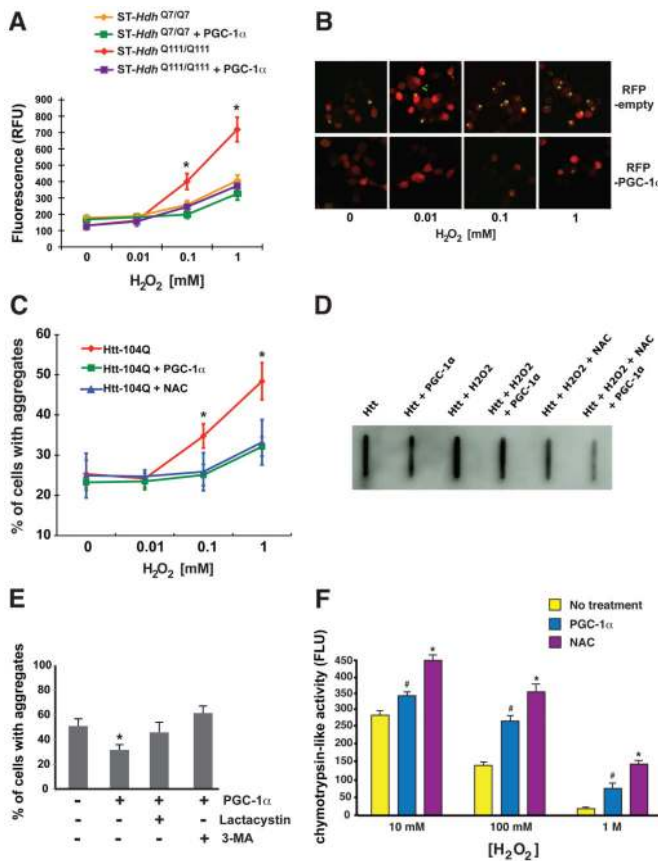 A
ST-Hdh Q7/Q7
ST-Hdh Q7/Q7 + PGC-1α
ST-Hdh Q111/Q111
ST-Hdh Q111/Q111 + PGC-1α
Fluorescence (RFU)
900
800
700
600
500
400
300
200
100
0
*
*
0 0.01 0.1 1
H2O2 [mM]
B
RFP
-empty
RFP
-PGC-1α
0 0.01 0.1 1
H2O2 [mM]
C
Htt-104Q
Htt-104Q + PGC-1α
Htt-104Q + NAC
% of cells with aggregates
60
50
40
30
20
10
*
*
0 0.01 0.1 1
H2O2 [mM]
D
Htt
Htt + PGC-1α
Htt + H2O2
Htt + H2O2
+ PGC-1α
Htt + H2O2 + NAC
Htt + H2O2 + NAC
+ PGC-1α
E
% of cells with aggregates
100
80
60
40
20
0
*
- + + + PGC-1α
+ Lactacystin
+ 3-MA
F
No treatment
PGC-1α
NAC
chymotrypsin-like activity (FLU)
450
400
350
300
250
200
150
50
0
# *
# *
# *
10 mM 100 mM 1 M
[H2O2]